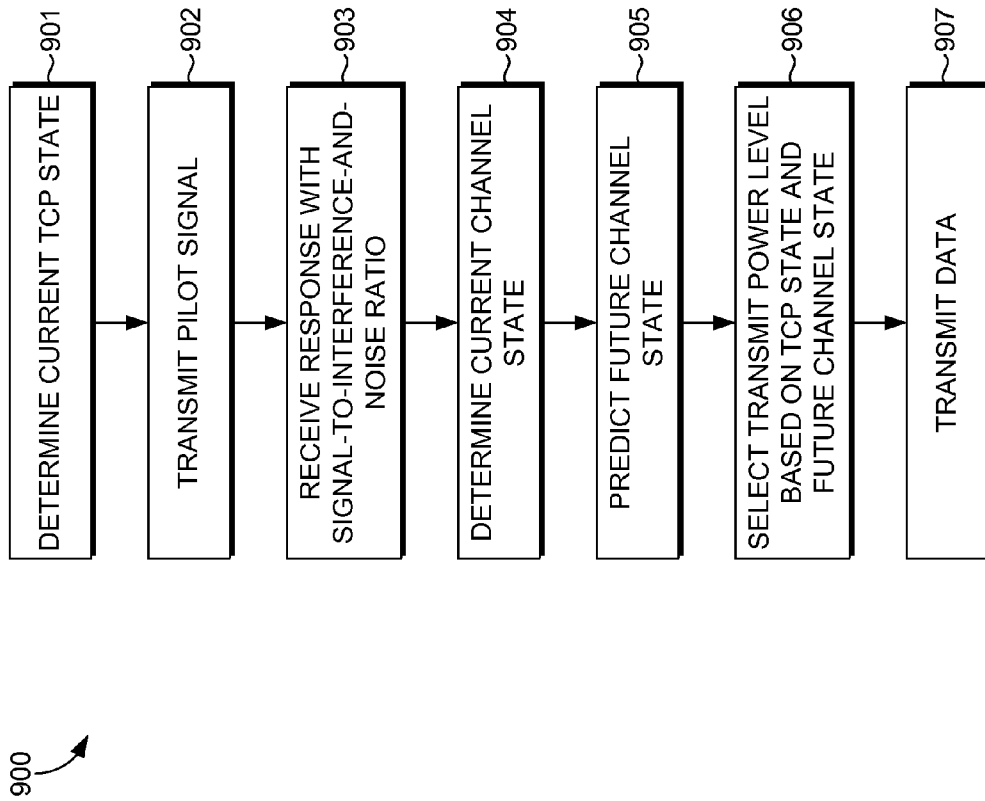 900
DETERMINE CURRENT TCP STATE
901
TRANSMIT PILOT SIGNAL
902
RECEIVE RESPONSE WITH
SIGNAL-TO-INTERFERENCE-AND-
NOISE RATIO
903
DETERMINE CURRENT CHANNEL
STATE
904
PREDICT FUTURE CHANNEL
STATE
905
SELECT TRANSMIT POWER LEVEL
BASED ON TCP STATE AND
FUTURE CHANNEL STATE
906
TRANSMIT DATA
907